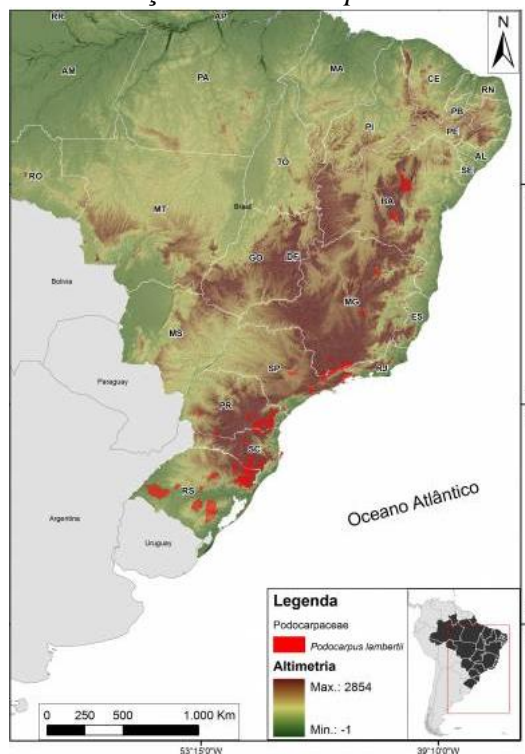 RR
AP
AM
PA
MA
CE
RN
PB
PI
PE
AL
SE
TO
RO
BA
MT
Brasil
GO
DF
Bolivia
MG
ES
MS
SP
RJ
Paraguay
PR
SC
RS
Argentina
Uruguay
Oceano Atlântico
N
Legenda
Podocarpaceae
Podocarpus lambertii
Altimetria
Max.: 2854
Min.: -1
0 250 500 1.000 Km
53°15'0"W 39°10'0"W